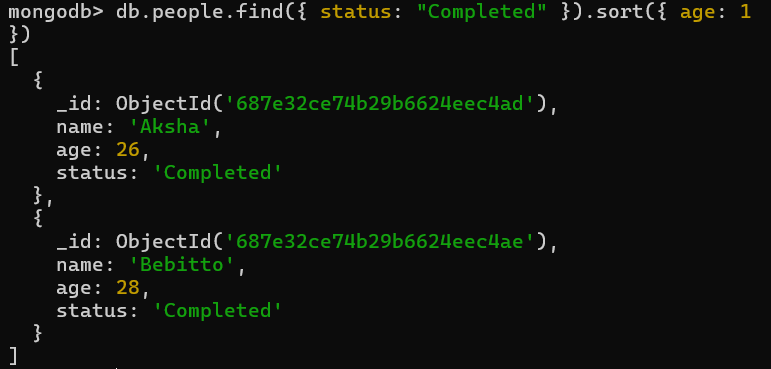 mongodb> db.people.find({ status: "Completed" }).sort({ age: 1
})
[
  {
    _id: ObjectId('687e32ce74b29b6624eec4ad'),
    name: 'Aksha',
    age: 26,
    status: 'Completed'
  },
  {
    _id: ObjectId('687e32ce74b29b6624eec4ae'),
    name: 'Bebitto',
    age: 28,
    status: 'Completed'
  }
]